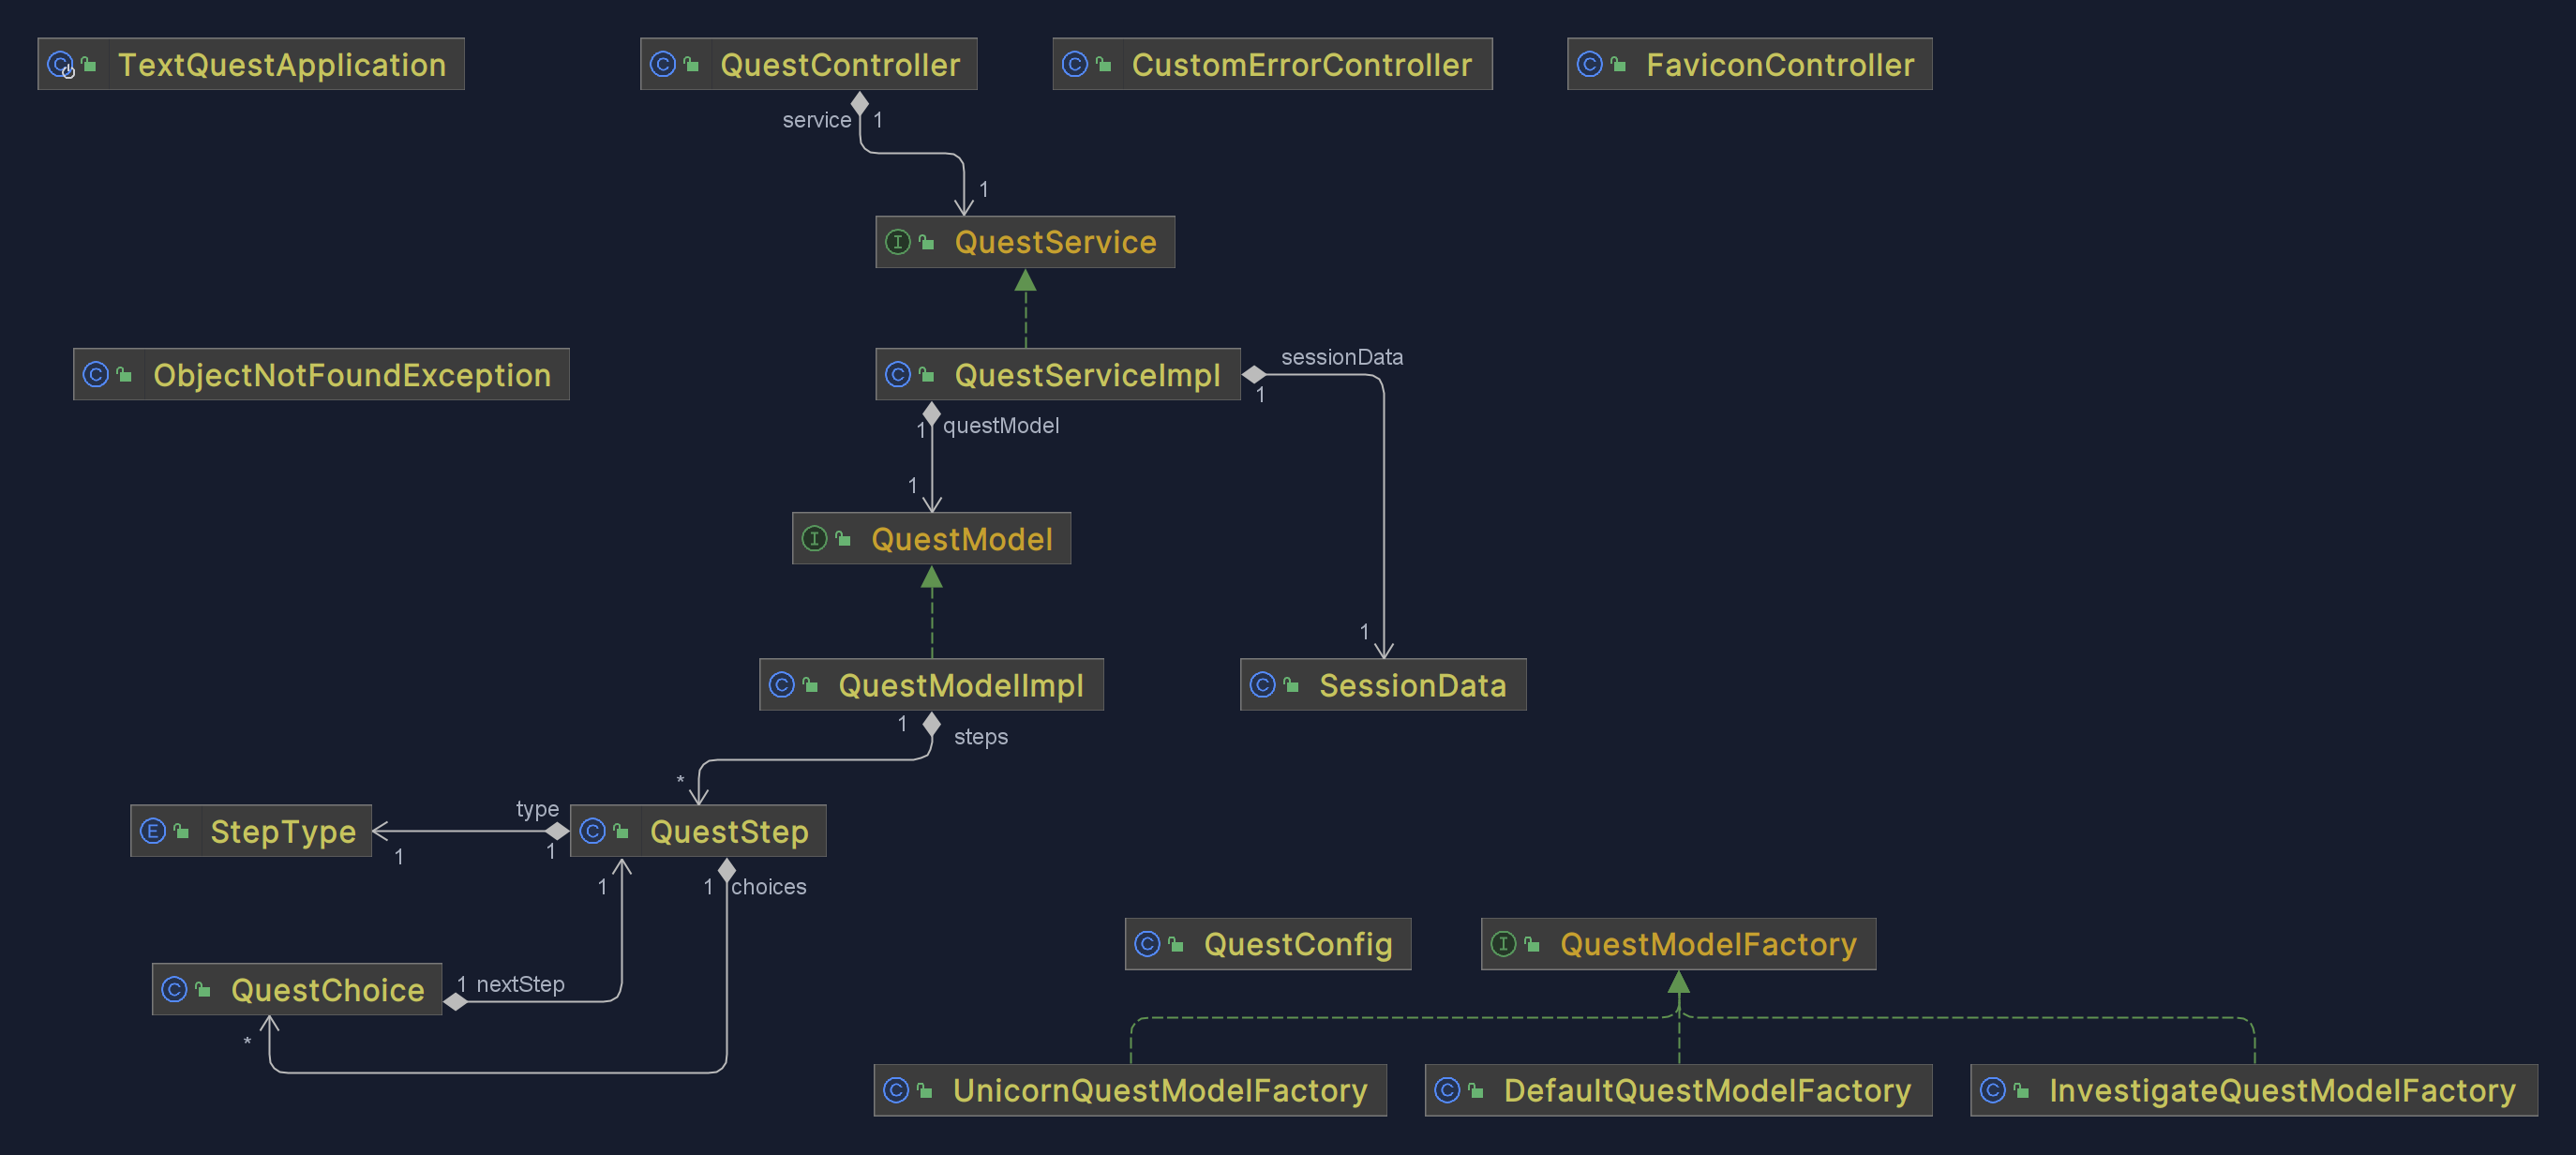 TextQuestApplication
QuestController
CustomErrorController
FaviconController
service 1
1
QuestService
ObjectNotFoundException
QuestServiceImpl
sessionData
1
1 questModel
1
QuestModel
1
QuestModelImpl
SessionData
1 steps
*
type
StepType
QuestStep
1
1
1
1 choices
QuestConfig
QuestModelFactory
QuestChoice
1 nextStep
*
UnicornQuestModelFactory
DefaultQuestModelFactory
InvestigateQuestModelFactory